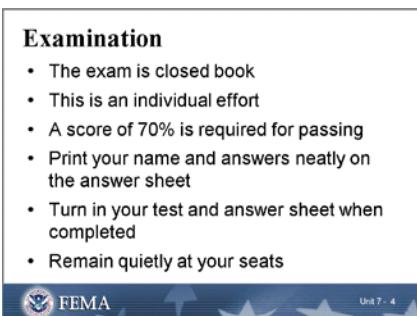 Examination
• The exam is closed book
• This is an individual effort
• A score of 70% is required for passing
• Print your name and answers neatly on
the answer sheet
• Turn in your test and answer sheet when
completed
• Remain quietly at your seats
FEMA
Unit 7 - 4